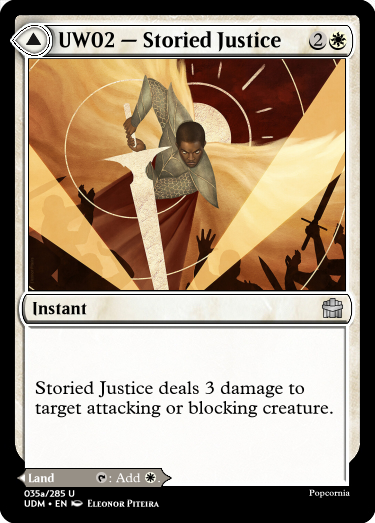 UW02 — Storied Justice 2
Instant
Storied Justice deals 3 damage to
target attacking or blocking creature.
Land : Add .
035a/285 U Popcornia
UDM • EN Eleonor Piteira